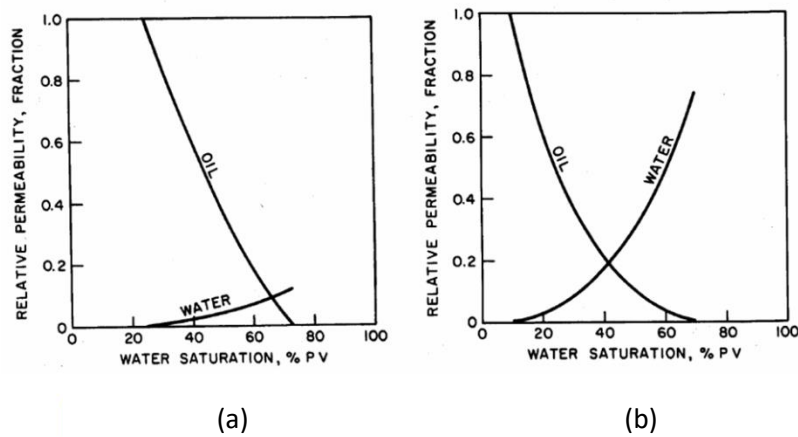 1.0
0.8
0.6
0.4
0.2
0
RELATIVE PERMEABILITY, FRACTION
OIL
WATER
0 20 40 60 80 100
WATER SATURATION, % PV
(a)
1.0
0.8
0.6
0.4
0.2
0
RELATIVE PERMEABILITY, FRACTION
OIL
WATER
0 20 40 60 80 100
WATER SATURATION, % PV
(b)